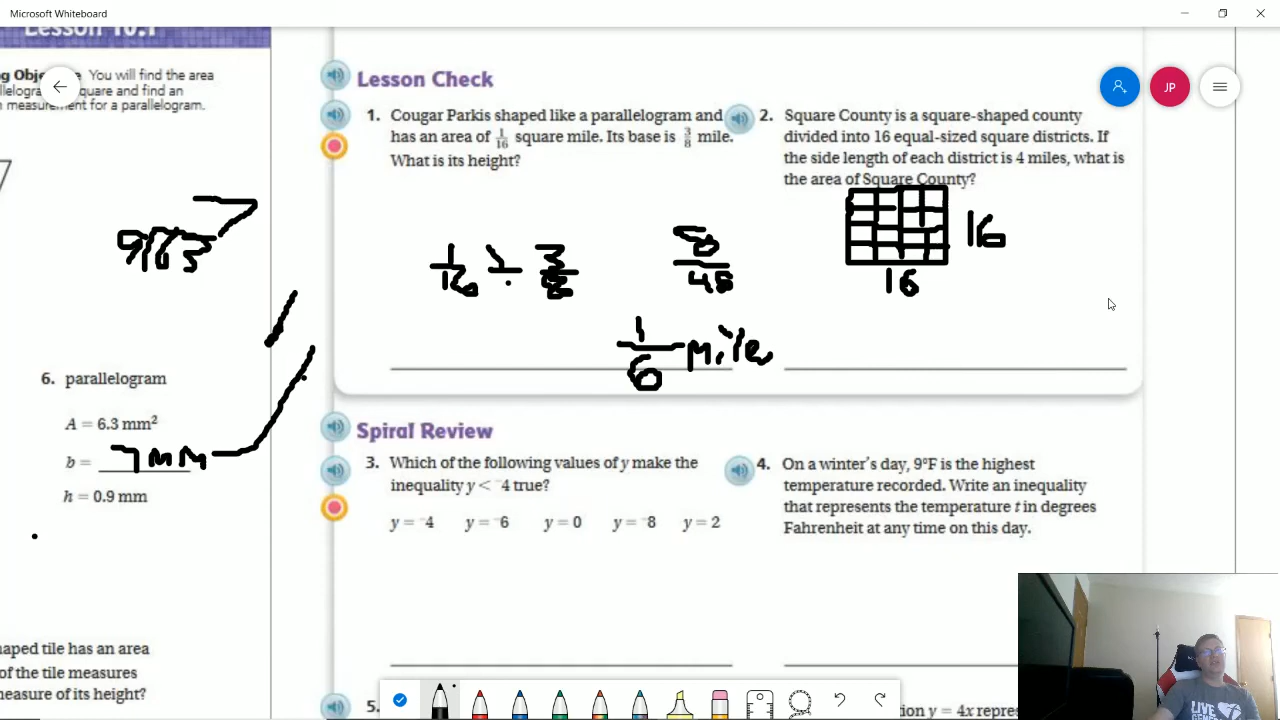 Microsoft Whiteboard
Lesson 10.1
You will find the area
square and find an
measurement for a parallelogram.
JP
7
9/63
6. parallelogram
A = 6.3 mm²
b = 7 mm
h = 0.9 mm
aped tile has an area
of the tile measures
neasure of its height?
Lesson Check
1. Cougar Parkis shaped like a parallelogram and
has an area of 1/16 square mile. Its base is 3/8 mile.
What is its height?
1/16 ÷ 3/8
8/48
1/6 mile
2. Square County is a square-shaped county
divided into 16 equal-sized square districts. If
the side length of each district is 4 miles, what is
the area of Square County?
16
16
Spiral Review
3. Which of the following values of y make the
inequality y < ⁻4 true?
y = ⁻4 y = ⁻6 y = 0 y = ⁻8 y = 2
4. On a winter's day, 9°F is the highest
temperature recorded. Write an inequality
that represents the temperature t in degrees
Fahrenheit at any time on this day.
5.
ion y = 4x repres